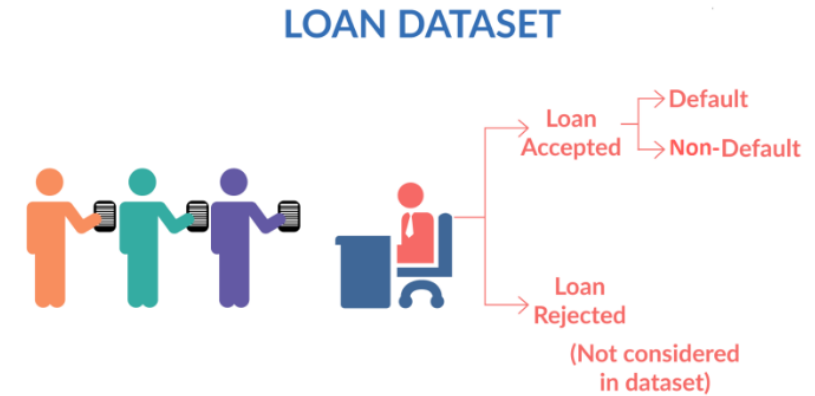 LOAN DATASET
Default
Loan
Accepted
Non-Default
Loan
Rejected
(Not considered
in dataset)